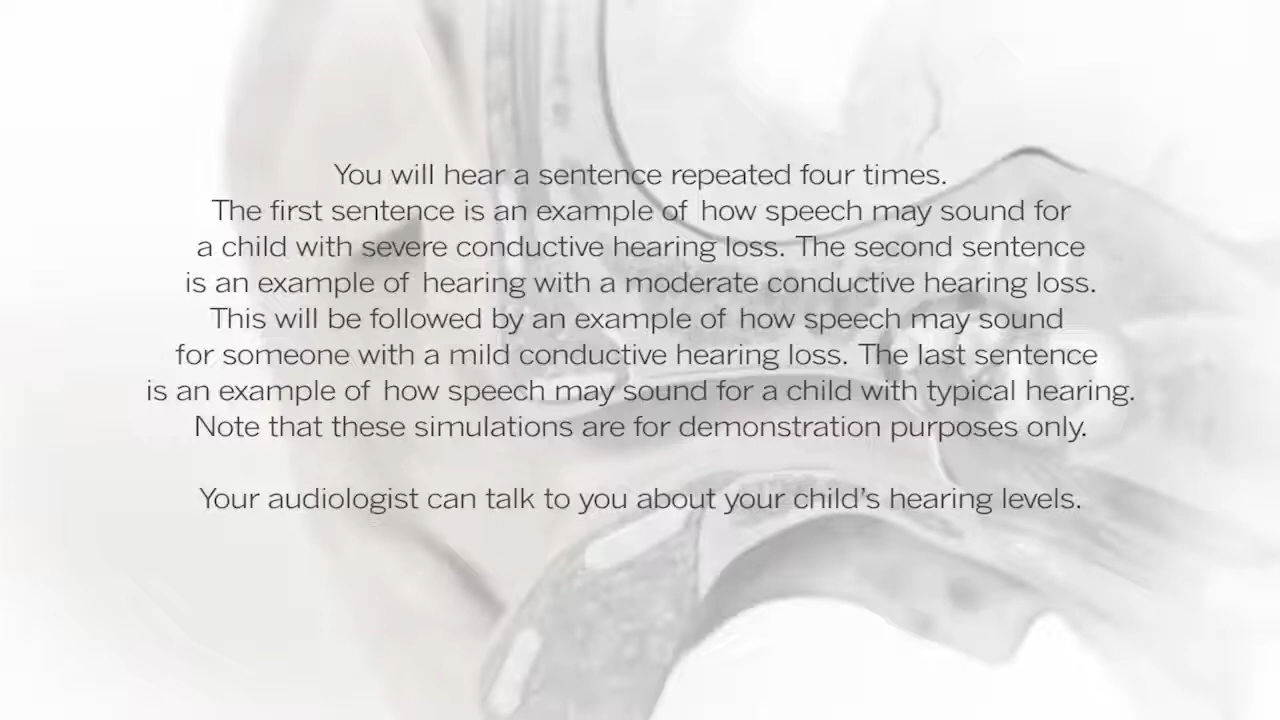 You will hear a sentence repeated four times.
The first sentence is an example of how speech may sound for
a child with severe conductive hearing loss. The second sentence
is an example of hearing with a moderate conductive hearing loss.
This will be followed by an example of how speech may sound
for someone with a mild conductive hearing loss. The last sentence
is an example of how speech may sound for a child with typical hearing.
Note that these simulations are for demonstration purposes only.
Your audiologist can talk to you about your child’s hearing levels.